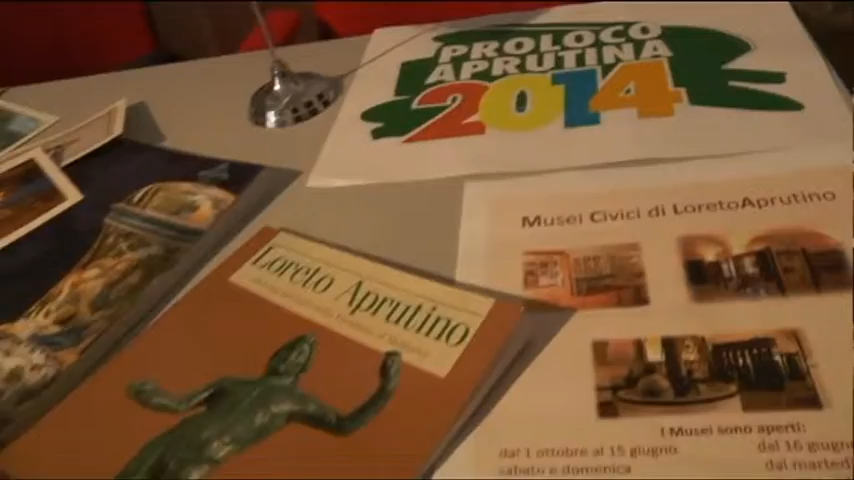 PROLOCO
APRUTINA
2014
Musei Civici di LoretoAprutino
Loreto Aprutino
I Musei sono aperti:
dal 1 ottobre al 15 giugno
sabato e domenica
dal 16 giugno
dal martedì